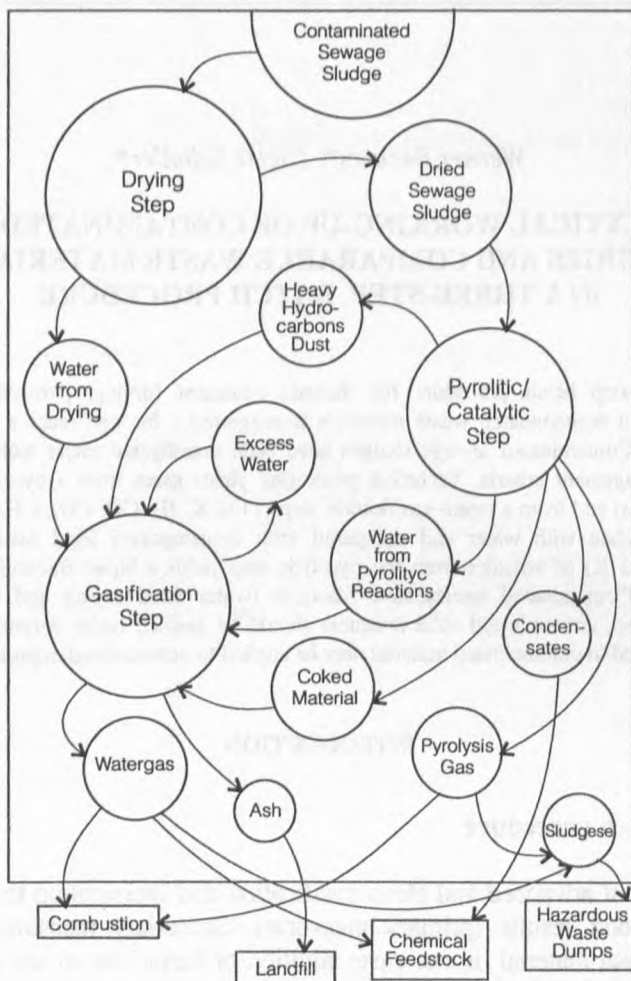 Contaminated
Sewage
Sludge
Drying
Step
Dried
Sewage
Sludge
Heavy
Hydro-
carbons
Dust
Water
from
Drying
Pyrolitic/
Catalytic
Step
Excess
Water
Water
from
Pyrolityc
Reactions
Gasification
Step
Conden-
sates
Coked
Material
Watergas
Pyrolysis
Gas
Ash
Sludgese
Combustion
Landfill
Chemical
Feedstock
Hazardous
Waste
Dumps